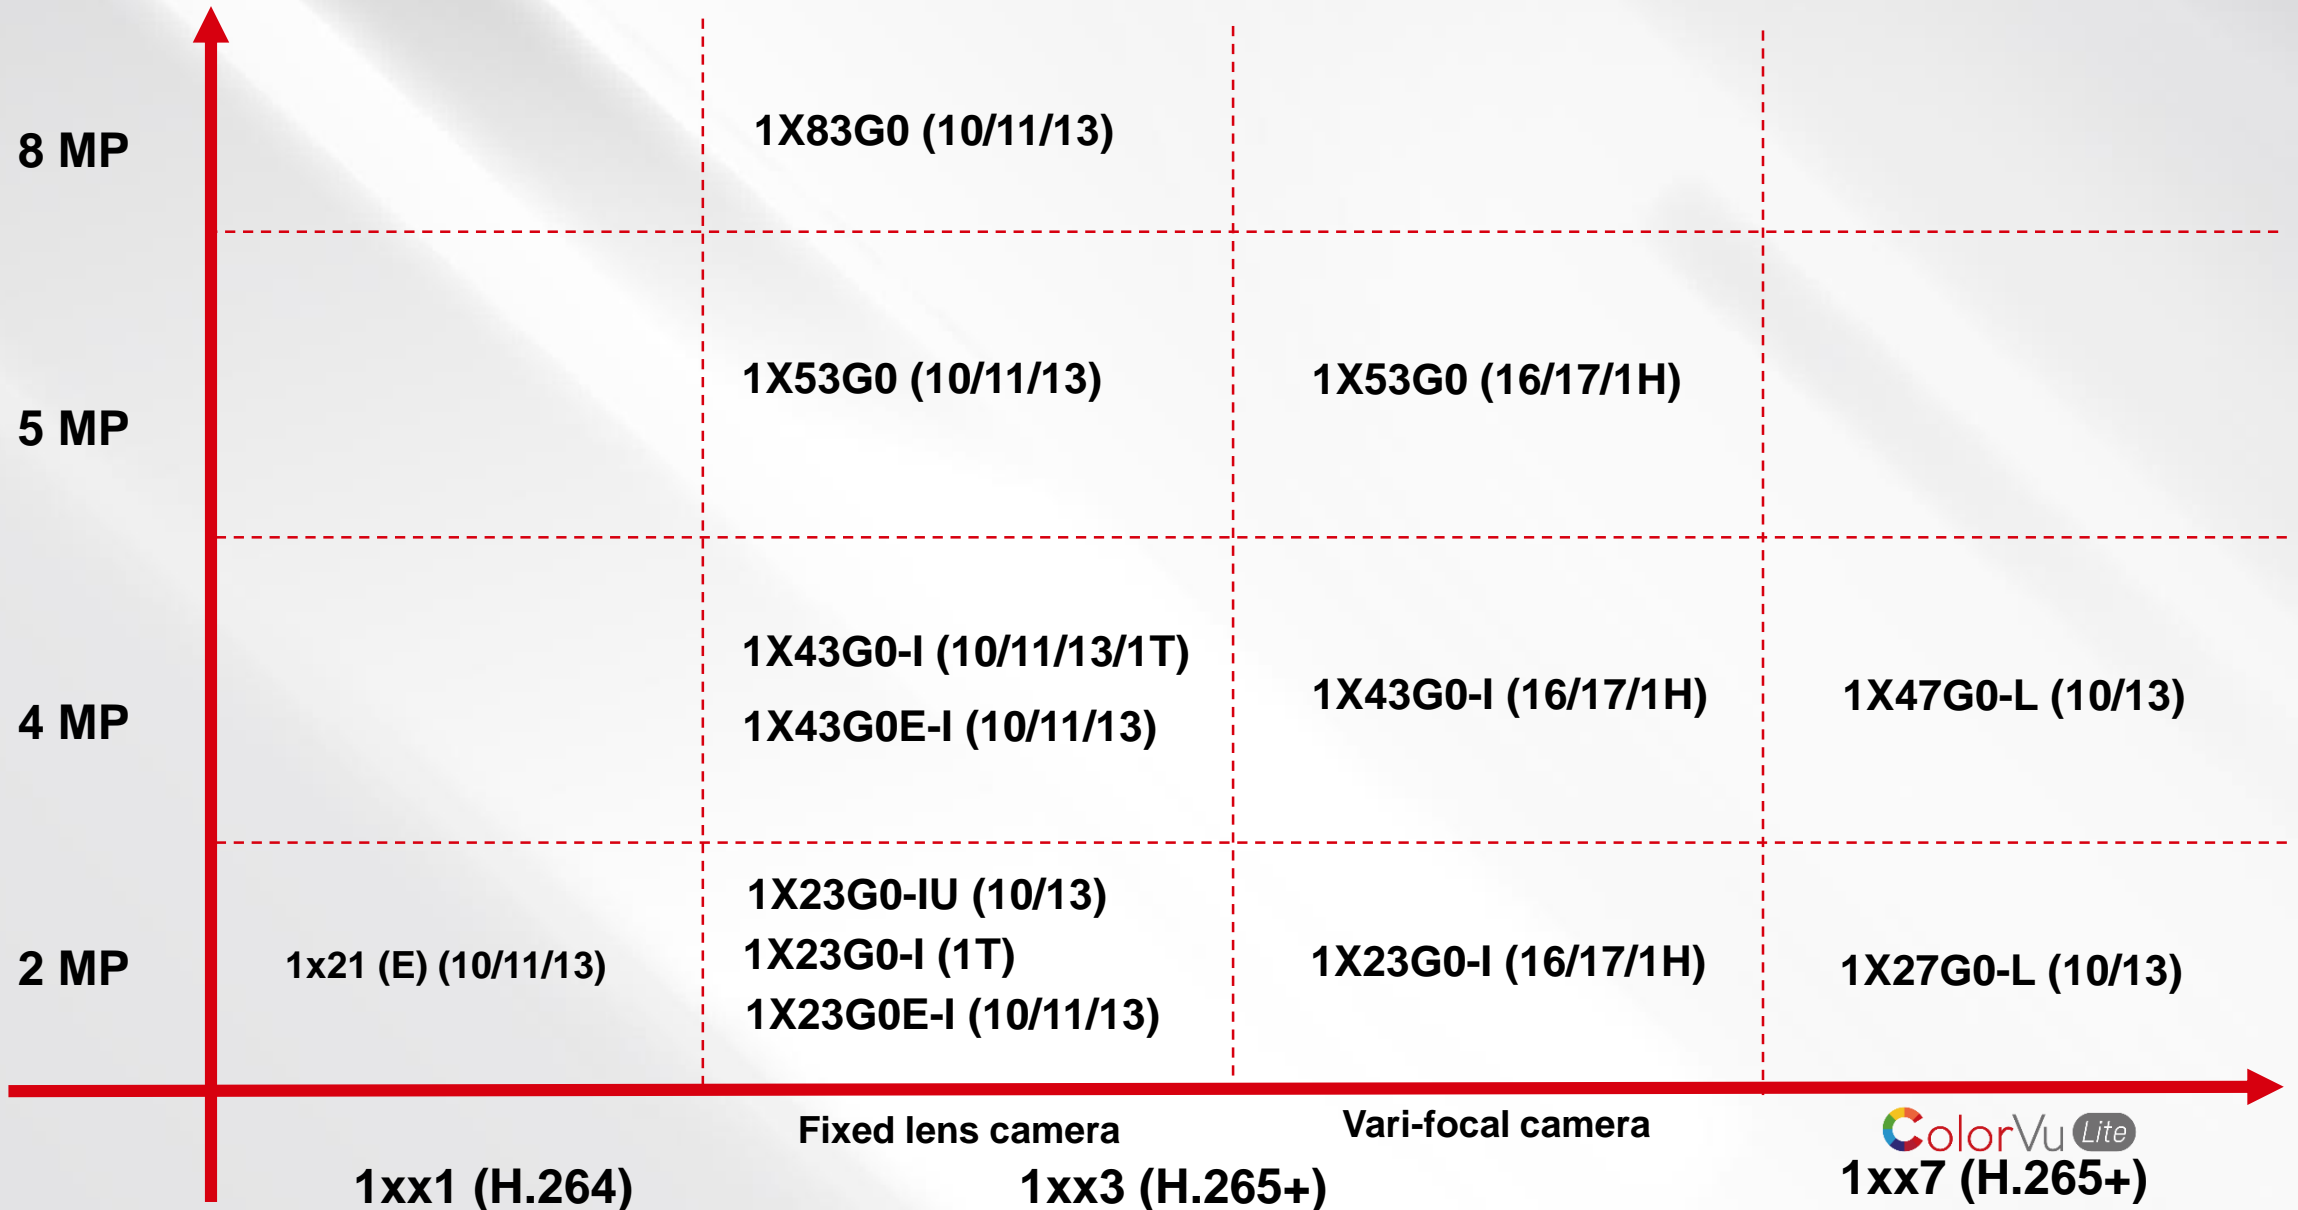 8 MP
1X83G0 (10/11/13)
5 MP
1X53G0 (10/11/13)
1X53G0 (16/17/1H)
4 MP
1X43G0-I (10/11/13/1T)
1X43G0E-I (10/11/13)
1X43G0-I (16/17/1H)
1X47G0-L (10/13)
2 MP
1x21 (E) (10/11/13)
1X23G0-IU (10/13)
1X23G0-I (1T)
1X23G0E-I (10/11/13)
1X23G0-I (16/17/1H)
1X27G0-L (10/13)
Fixed lens camera
Vari-focal camera
ColorVu Lite
1xx1 (H.264)
1xx3 (H.265+)
1xx7 (H.265+)